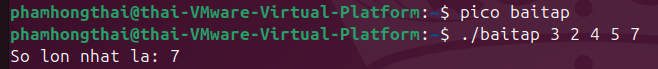 phamhongthai@thai-VMware-Virtual-Platform:~$ pico baitap
phamhongthai@thai-VMware-Virtual-Platform:~$ ./baitap 3 2 4 5 7
So lon nhat la: 7